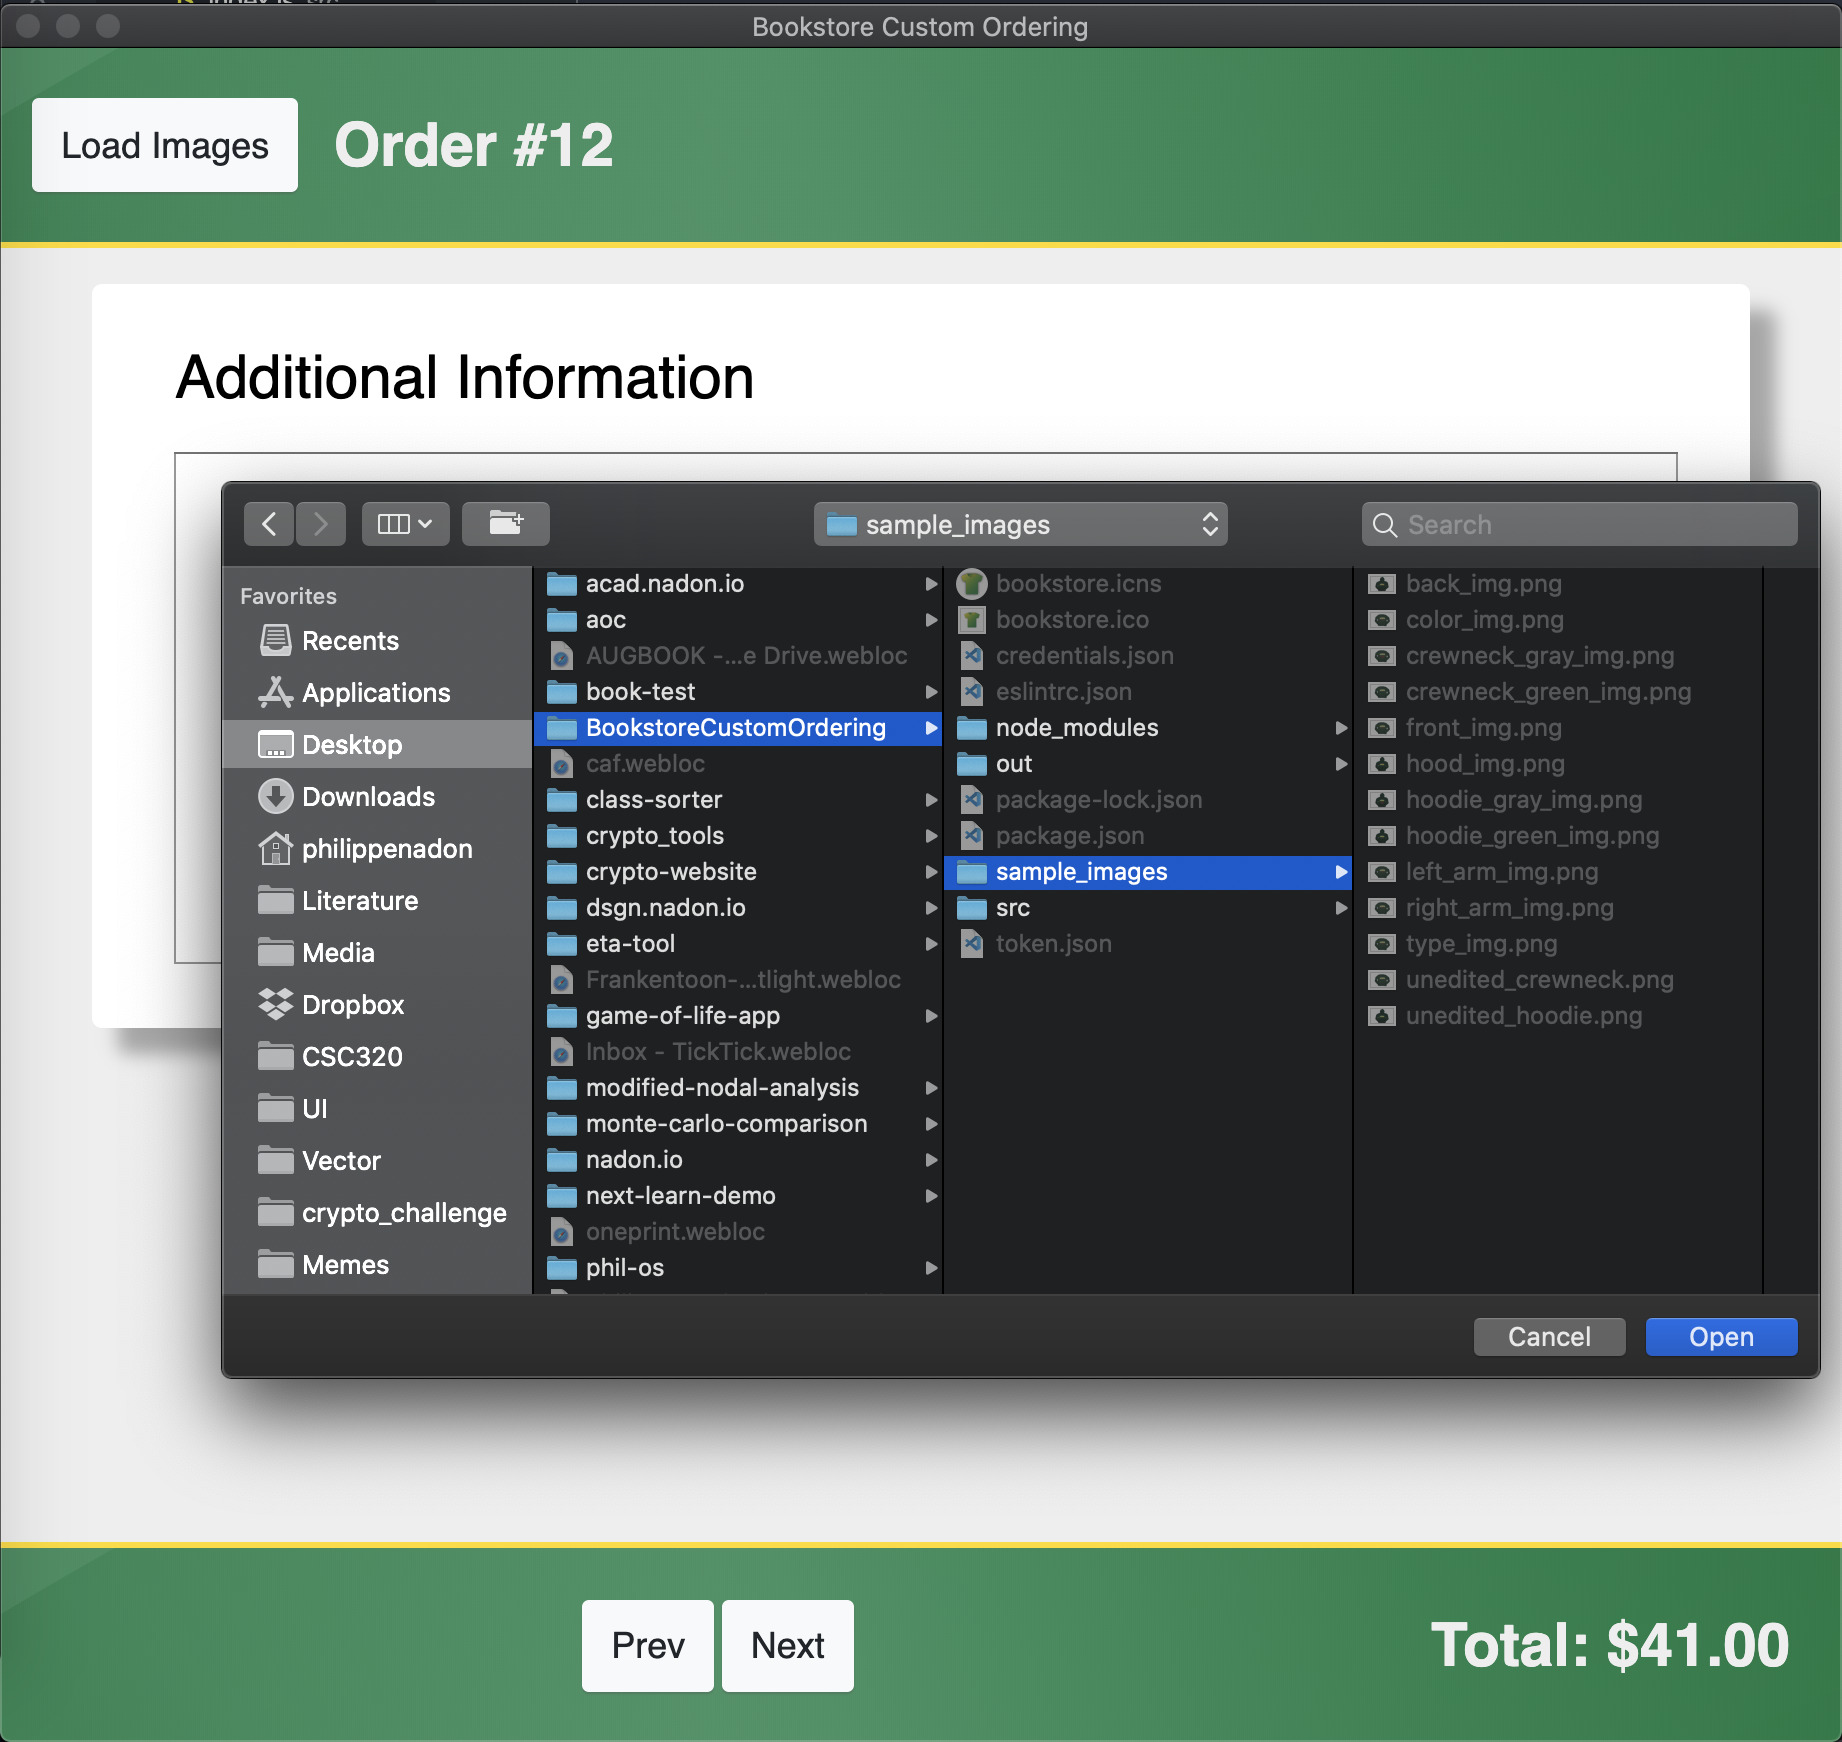 Bookstore Custom Ordering
Load Images
Order #12
Additional Information
sample_images
Search
Favorites
Recents
Applications
Desktop
Downloads
philippenadon
Literature
Media
Dropbox
CSC320
UI
Vector
crypto_challenge
Memes
acad.nadon.io
aoc
AUGBOOK -...e Drive.webloc
book-test
BookstoreCustomOrdering
caf.webloc
class-sorter
crypto_tools
crypto-website
dsgn.nadon.io
eta-tool
Frankentoon-...tlight.webloc
game-of-life-app
Inbox - TickTick.webloc
modified-nodal-analysis
monte-carlo-comparison
nadon.io
next-learn-demo
oneprint.webloc
phil-os
bookstore.icns
bookstore.ico
credentials.json
eslintrc.json
node_modules
out
package-lock.json
package.json
sample_images
src
token.json
back_img.png
color_img.png
crewneck_gray_img.png
crewneck_green_img.png
front_img.png
hood_img.png
hoodie_gray_img.png
hoodie_green_img.png
left_arm_img.png
right_arm_img.png
type_img.png
unedited_crewneck.png
unedited_hoodie.png
Cancel
Open
Prev
Next
Total: $41.00